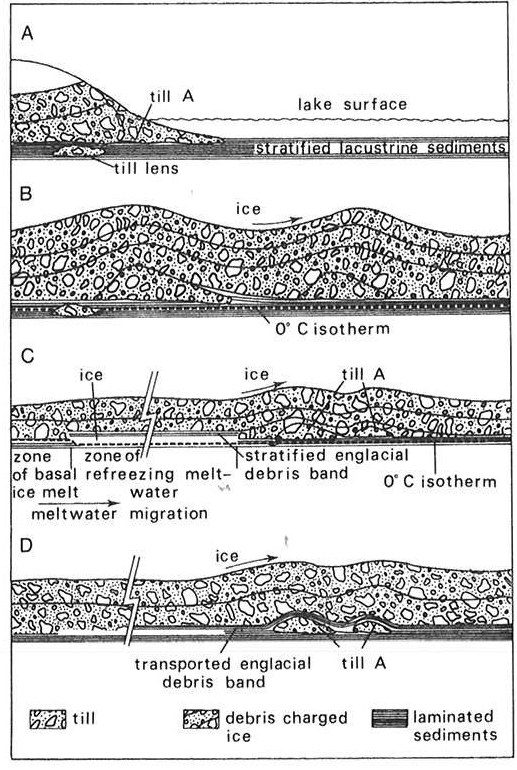 A
till A
lake surface
stratified lacustrine sediments
till lens
B
ice
0° C isotherm
C
ice
ice
till A
zone
of basal
ice melt
zone of
refreezing melt-
water
stratified englacial
debris band
0° C isotherm
meltwater migration
D
ice
transported englacial
debris band
till A
till
debris charged
ice
laminated
sediments